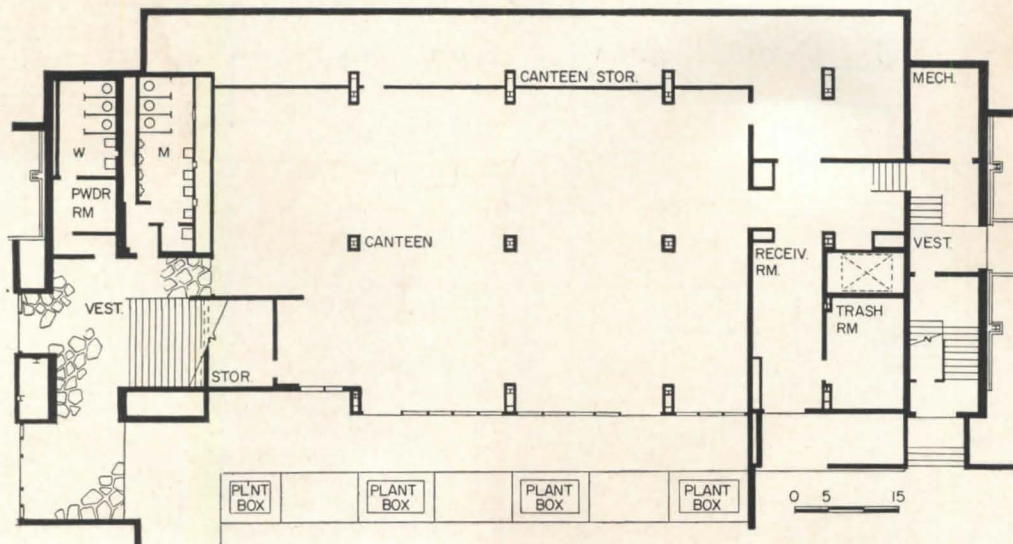 CANTEEN STOR.
MECH.
W
M
PWDR
RM
CANTEEN
RECEIV.
RM.
VEST.
VEST.
TRASH
RM
STOR.
PL'NT
BOX
PLANT
BOX
PLANT
BOX
PLANT
BOX
0 5 15